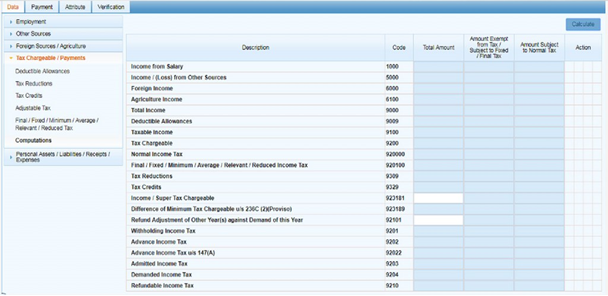 Data Payment Attribute Verification
Employment
Other Sources
Foreign Sources / Agriculture
Tax Chargeable / Payments
Deductible Allowances
Tax Reductions
Tax Credits
Adjustable Tax
Final / Fixed / Minimum / Average /
Relevant / Reduced Tax
Computations
Personal Assets / Liabilities / Receipts /
Expenses
Calculate
Description Code Total Amount Amount Exempt from Tax / Subject to Fixed / Final Tax Amount Subject to Normal Tax Action
Income from Salary 1000
Income / (Loss) from Other Sources 5000
Foreign Income 6000
Agriculture Income 6100
Total Income 9000
Deductible Allowances 9009
Taxable Income 9100
Tax Chargeable 9200
Normal Income Tax 920000
Final / Fixed / Minimum / Average / Relevant / Reduced Income Tax 920100
Tax Reductions 9309
Tax Credits 9329
Income / Super Tax Chargeable 923181
Difference of Minimum Tax Chargeable u/s 236C (2)(Proviso) 923189
Refund Adjustment of Other Year(s) against Demand of this Year 92101
Withholding Income Tax 9201
Advance Income Tax 9202
Advance Income Tax u/s 147(A) 92022
Admitted Income Tax 9203
Demanded Income Tax 9204
Refundable Income Tax 9210